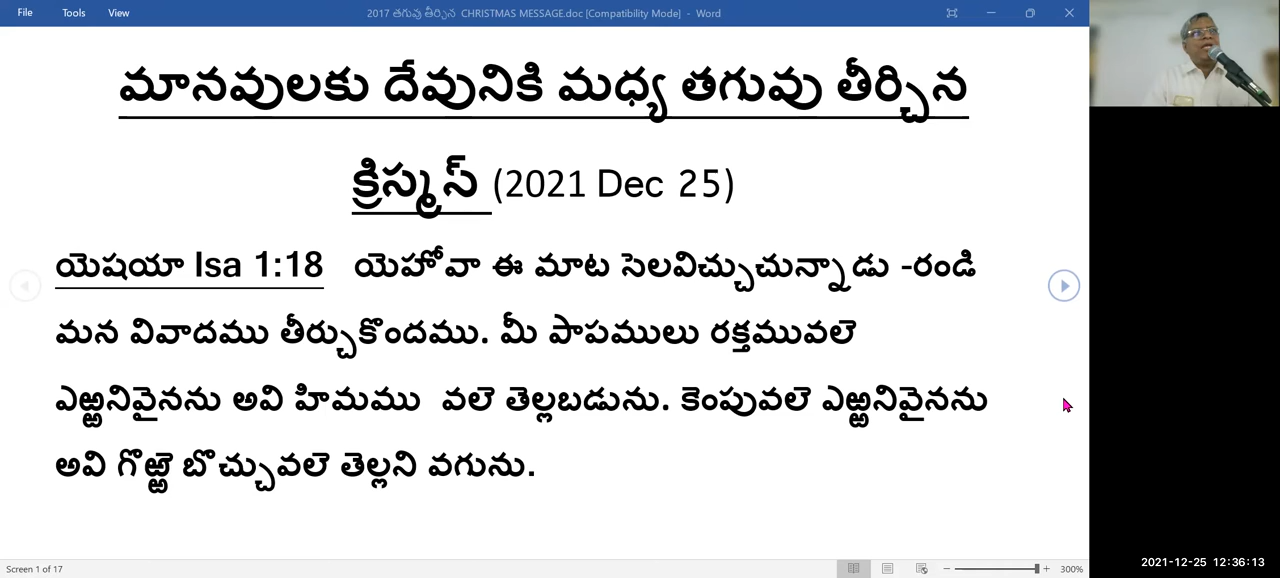 File Tools View 2017 తగువు తీర్చిన CHRISTMAS MESSAGE.doc [Compatibility Mode] - Word
మానవులకు దేవునికి మధ్య తగువు తీర్చిన
క్రిస్మస్ (2021 Dec 25)
యెషయా Isa 1:18 యెహోవా ఈ మాట సెలవిచ్చుచున్నాడు -రండి
మన వివాదము తీర్చుకొందము. మీ పాపములు రక్తమువలె
ఎఱ్ఱనివైనను అవి హిమము వలె తెల్లబడును. కెంపువలె ఎఱ్ఱనివైనను
అవి గొఱ్ఱె బొచ్చువలె తెల్లని వగును.
2021-12-25 12:36:13
Screen 1 of 17 300%